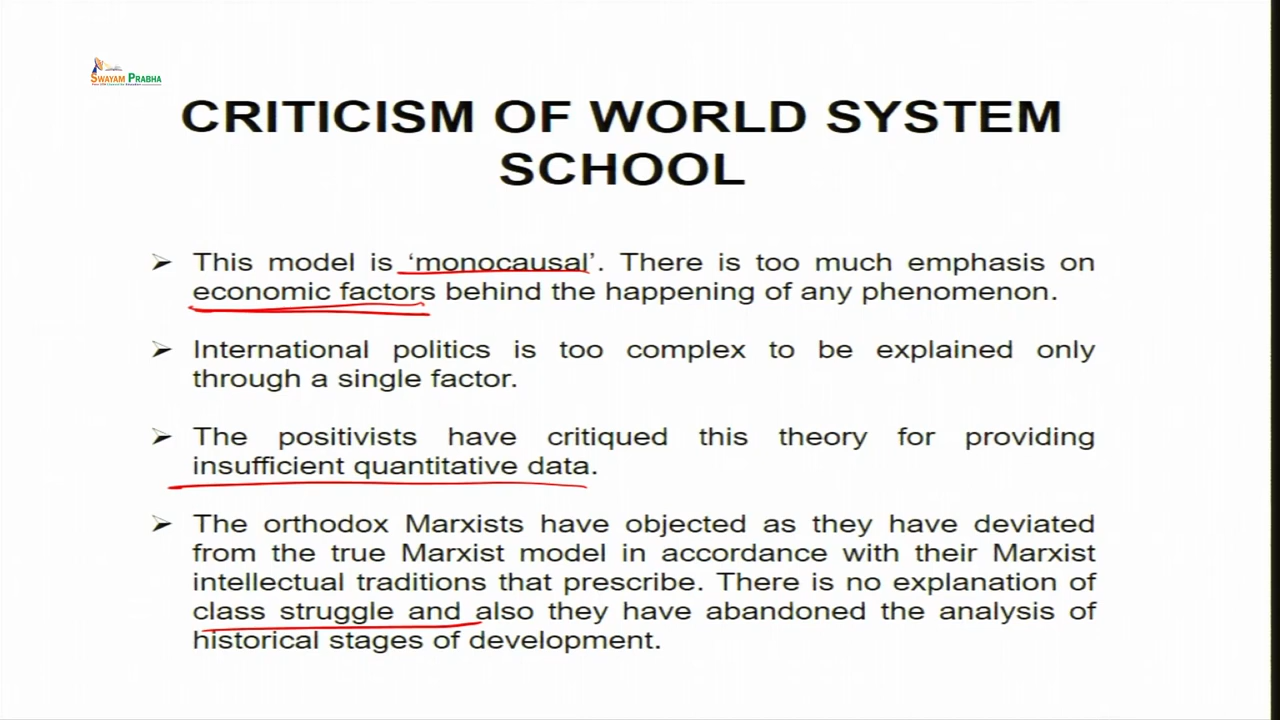 SWAYAM PRABHA
CRITICISM OF WORLD SYSTEM
SCHOOL
➢ This model is ‘monocausal’. There is too much emphasis on
economic factors behind the happening of any phenomenon.
➢ International politics is too complex to be explained only
through a single factor.
➢ The positivists have critiqued this theory for providing
insufficient quantitative data.
➢ The orthodox Marxists have objected as they have deviated
from the true Marxist model in accordance with their Marxist
intellectual traditions that prescribe. There is no explanation of
class struggle and also they have abandoned the analysis of
historical stages of development.